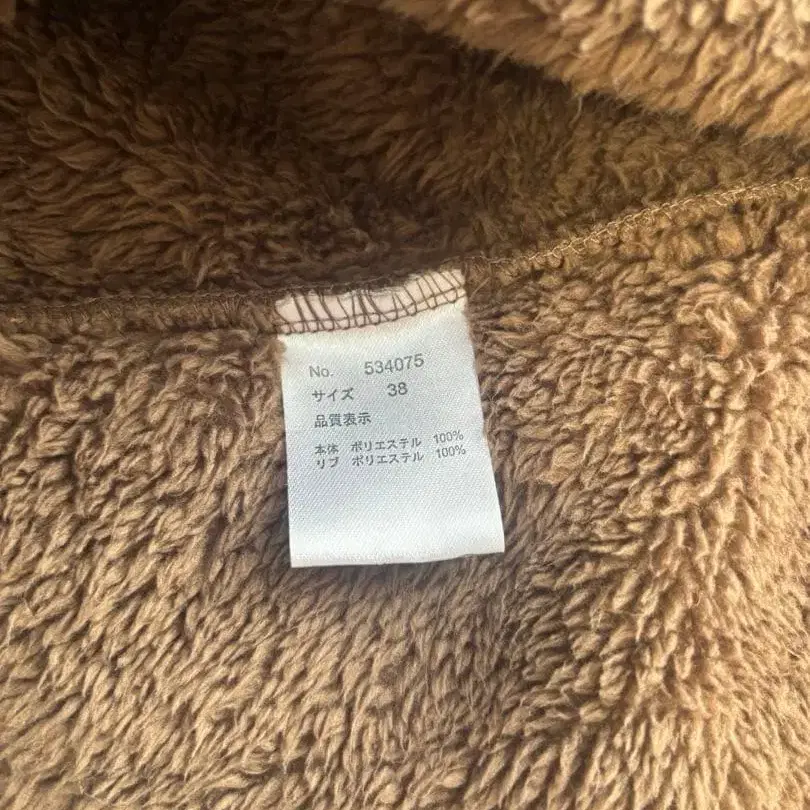 No. 534075
サイズ 38
品質表示
本体 ポリエステル 100%
リブ ポリエステル 100%